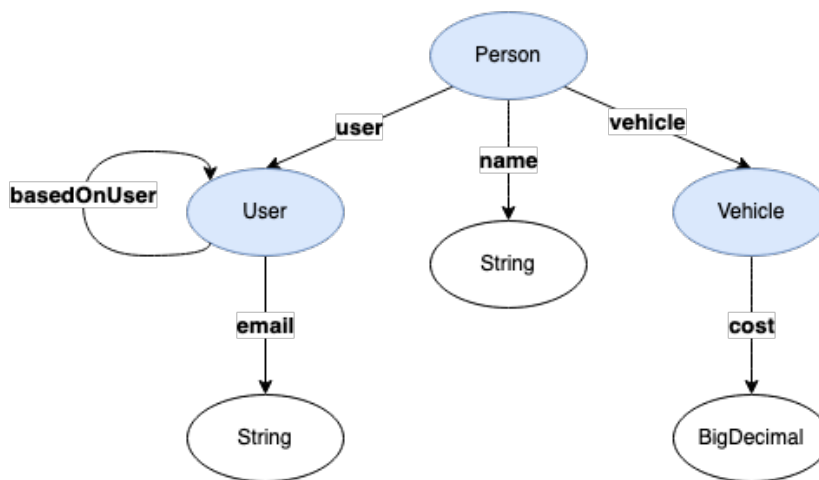 Person
user
vehicle
name
basedOnUser
User
Vehicle
String
email
cost
String
BigDecimal